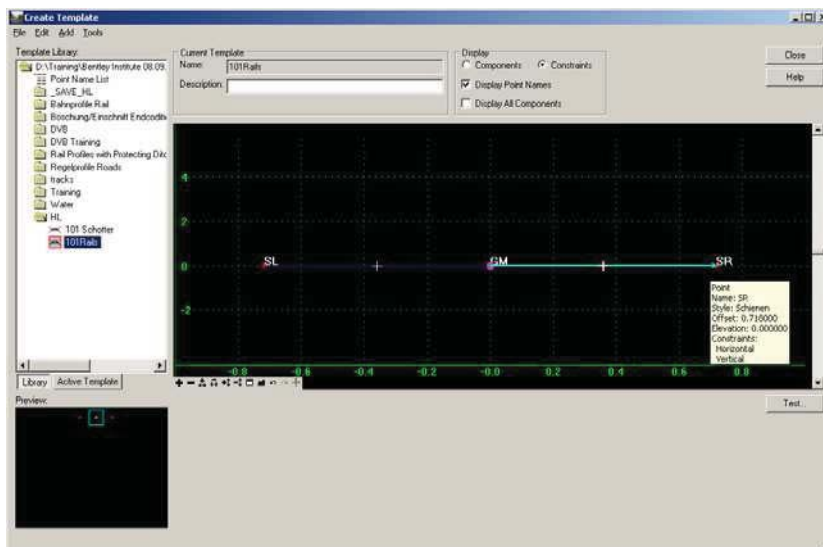 Create Template
File Edit Add Tools
Template Library:
D:\Training\Bentley Institute 08.09.
Point Name List
_SAVE_HL
Bahnprofile Rail
Böschung/Einschnitt Endcondition
DVB
DVB Training
Rail Profiles with Protecting Ditc
Regelprofile Roads
tracks
Training
Water
HL
101 Schotter
101Rails
Library Active Template
Preview:
Current Template
Name: 101Rails
Description:
Display
Components Constraints
Display Point Names
Display All Components
Close
Help
4
2
0
-2
SL GM SR
Point
Name: SR
Style: Schienen
Offset: 0.718000
Elevation: 0.000000
Constraints:
Horizontal
Vertical
-0.8 -0.6 -0.4 -0.2 -0.0 0.2 0.4 0.6 0.8
Test...